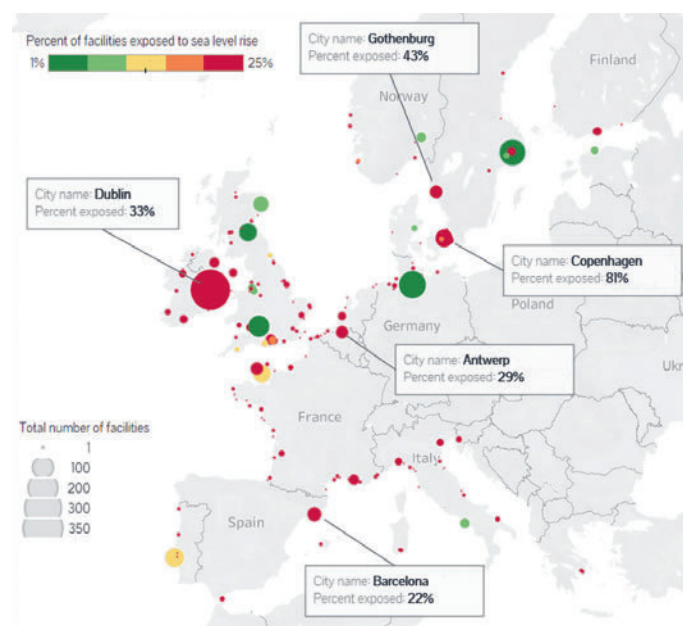 Percent of facilities exposed to sea level rise
1%
25%
City name: Gothenburg
Percent exposed: 43%
Finland
Norway
City name: Dublin
Percent exposed: 33%
City name: Copenhagen
Percent exposed: 81%
Poland
Germany
Ukr
City name: Antwerp
Percent exposed: 29%
France
Total number of facilities
1
100
200
300
350
Italy
Spain
City name: Barcelona
Percent exposed: 22%